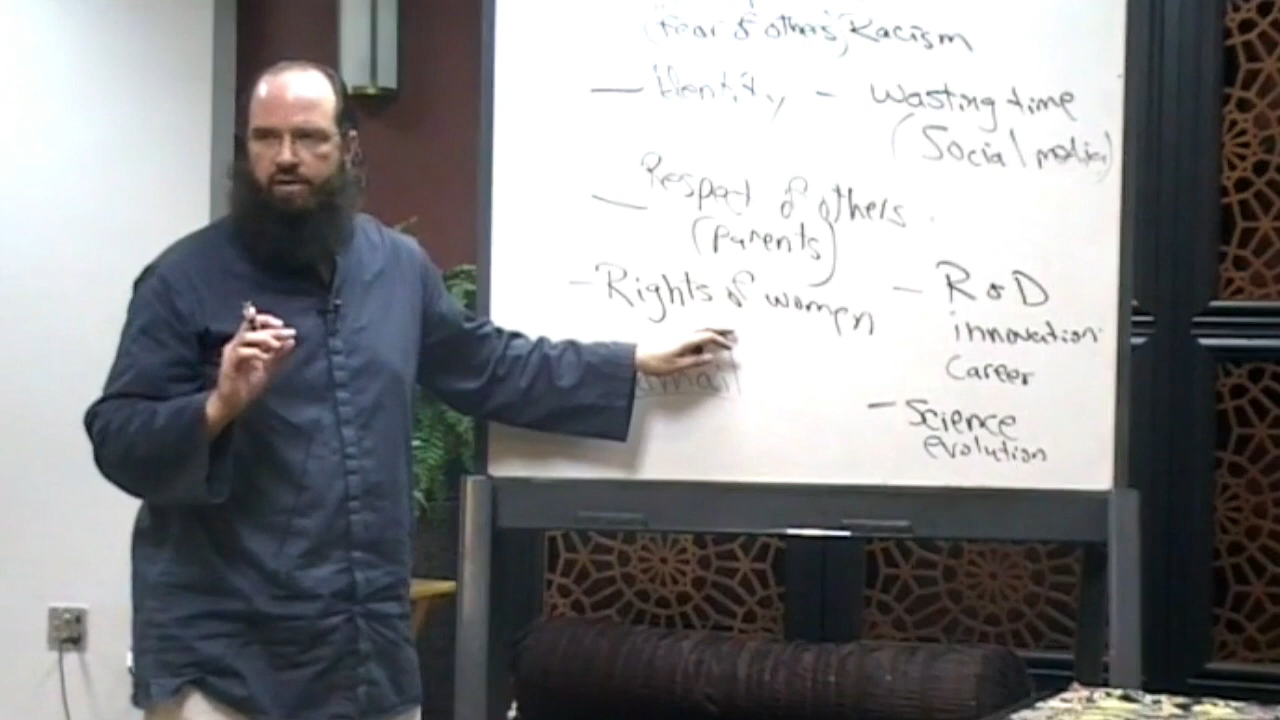 (Fear of others) Racism
— Identity - Wasting time
(Social media)
— Respect of others
(parents)
- Rights of women
- R & D
innovation
Career
- Science
evolution